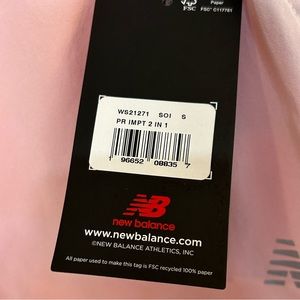 FSC
Paper
FSC® C117781
WS21271 SOI S
PR IMPT 2 IN 1
1 96652 08835 7
NB
new balance
www.newbalance.com
©NEW BALANCE ATHLETICS, INC
All paper used to make this tag is FSC recycled 100% paper